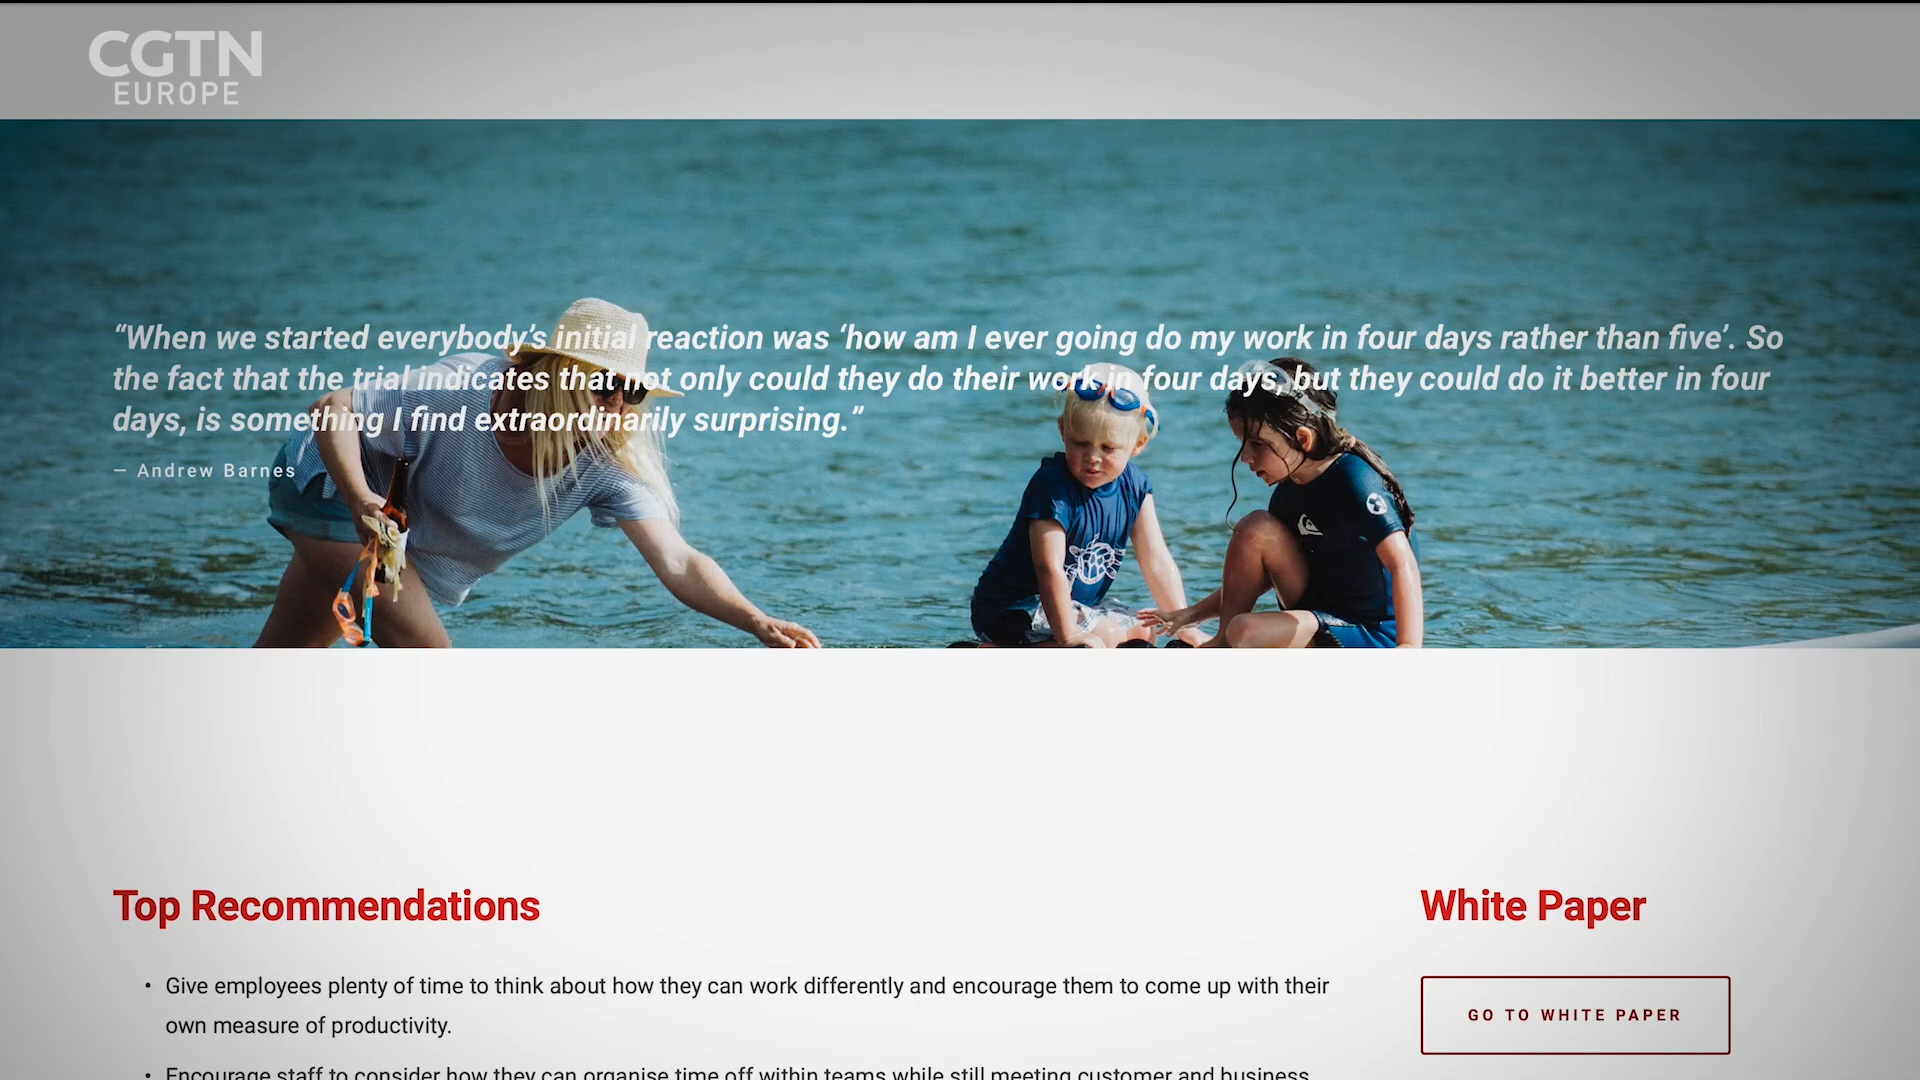 CGTN
EUROPE
“When we started everybody’s initial reaction was ‘how am I ever going do my work in four days rather than five’. So
the fact that the trial indicates that not only could they do their work in four days, but they could do it better in four
days, is something I find extraordinarily surprising.”
— Andrew Barnes
Top Recommendations
White Paper
• Give employees plenty of time to think about how they can work differently and encourage them to come up with their
own measure of productivity.
GO TO WHITE PAPER
• Encourage staff to consider how they can organise time off within teams while still meeting customer and business